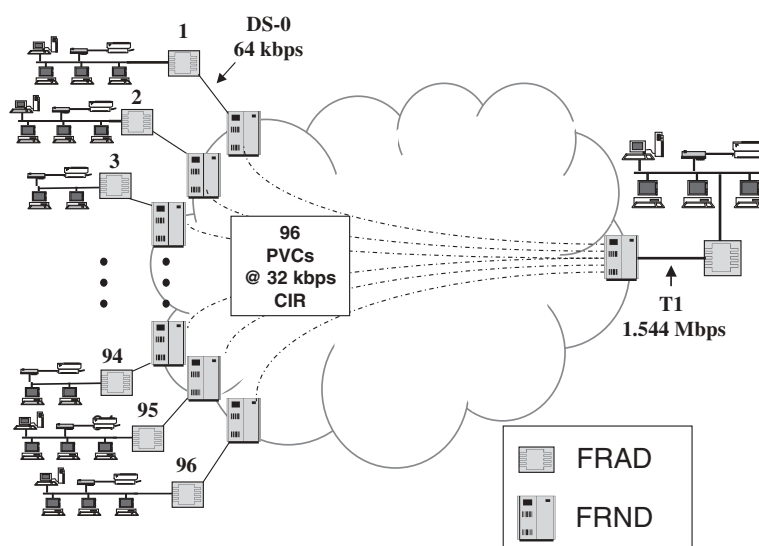 1
DS-0
64 kbps
2
3
96
PVCs
@ 32 kbps
CIR
T1
1.544 Mbps
94
95
96
FRAD
FRND